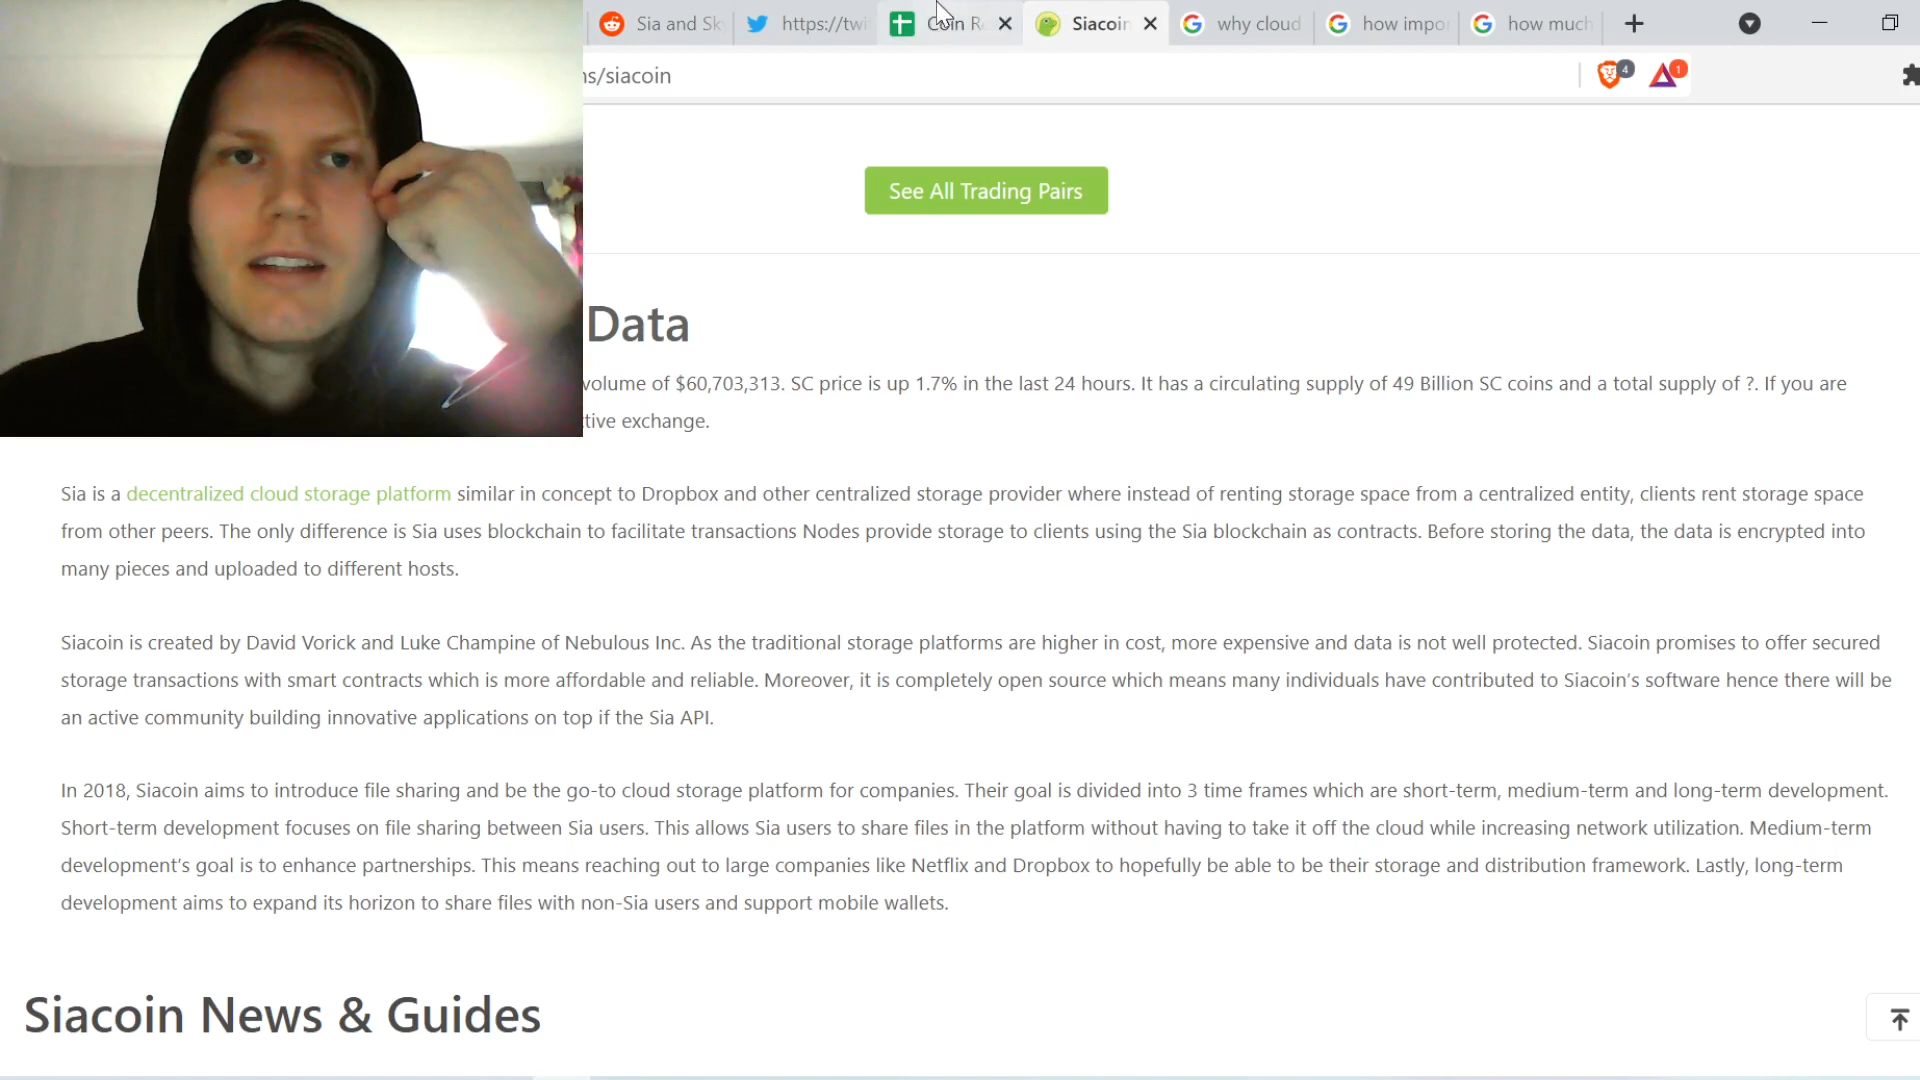 Sia and Sk
https://twi
Coin R
Siacoin
why cloud
how impor
how much
ns/siacoin
4
1
See All Trading Pairs
Data
volume of $60,703,313. SC price is up 1.7% in the last 24 hours. It has a circulating supply of 49 Billion SC coins and a total supply of ?. If you are
ctive exchange.
Sia is a decentralized cloud storage platform similar in concept to Dropbox and other centralized storage provider where instead of renting storage space from a centralized entity, clients rent storage space
from other peers. The only difference is Sia uses blockchain to facilitate transactions Nodes provide storage to clients using the Sia blockchain as contracts. Before storing the data, the data is encrypted into
many pieces and uploaded to different hosts.
Siacoin is created by David Vorick and Luke Champine of Nebulous Inc. As the traditional storage platforms are higher in cost, more expensive and data is not well protected. Siacoin promises to offer secured
storage transactions with smart contracts which is more affordable and reliable. Moreover, it is completely open source which means many individuals have contributed to Siacoin's software hence there will be
an active community building innovative applications on top if the Sia API.
In 2018, Siacoin aims to introduce file sharing and be the go-to cloud storage platform for companies. Their goal is divided into 3 time frames which are short-term, medium-term and long-term development.
Short-term development focuses on file sharing between Sia users. This allows Sia users to share files in the platform without having to take it off the cloud while increasing network utilization. Medium-term
development's goal is to enhance partnerships. This means reaching out to large companies like Netflix and Dropbox to hopefully be able to be their storage and distribution framework. Lastly, long-term
development aims to expand its horizon to share files with non-Sia users and support mobile wallets.
Siacoin News & Guides